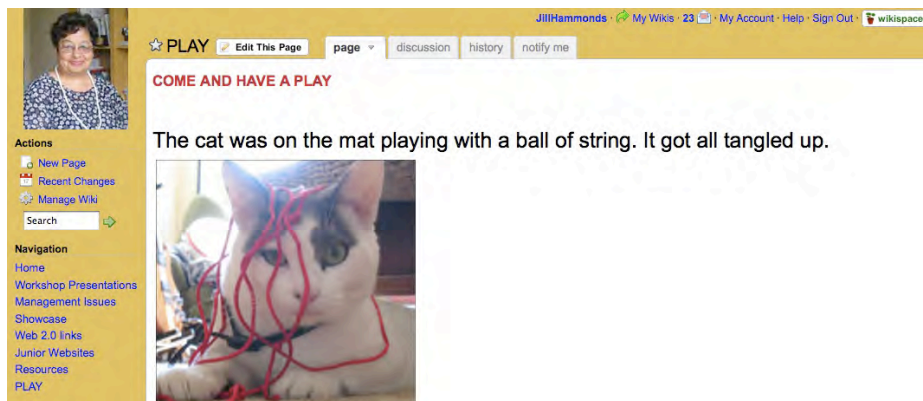 JillHammonds · My Wikis · 23 · My Account · Help · Sign Out · wikispace
PLAY Edit This Page page discussion history notify me
COME AND HAVE A PLAY
The cat was on the mat playing with a ball of string. It got all tangled up.
Actions
New Page
Recent Changes
Manage Wiki
Search
Navigation
Home
Workshop Presentations
Management Issues
Showcase
Web 2.0 links
Junior Websites
Resources
PLAY